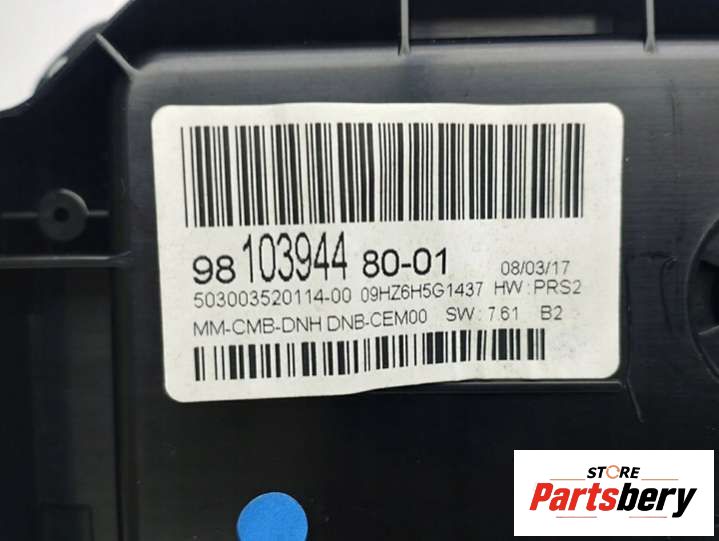 98 103944 80-01 08/03/17
503003520114-00 09HZ6H5G1437 HW:PRS2
MM-CMB-DNH DNB-CEM00 SW:7.61 B2
STORE
Partsbery